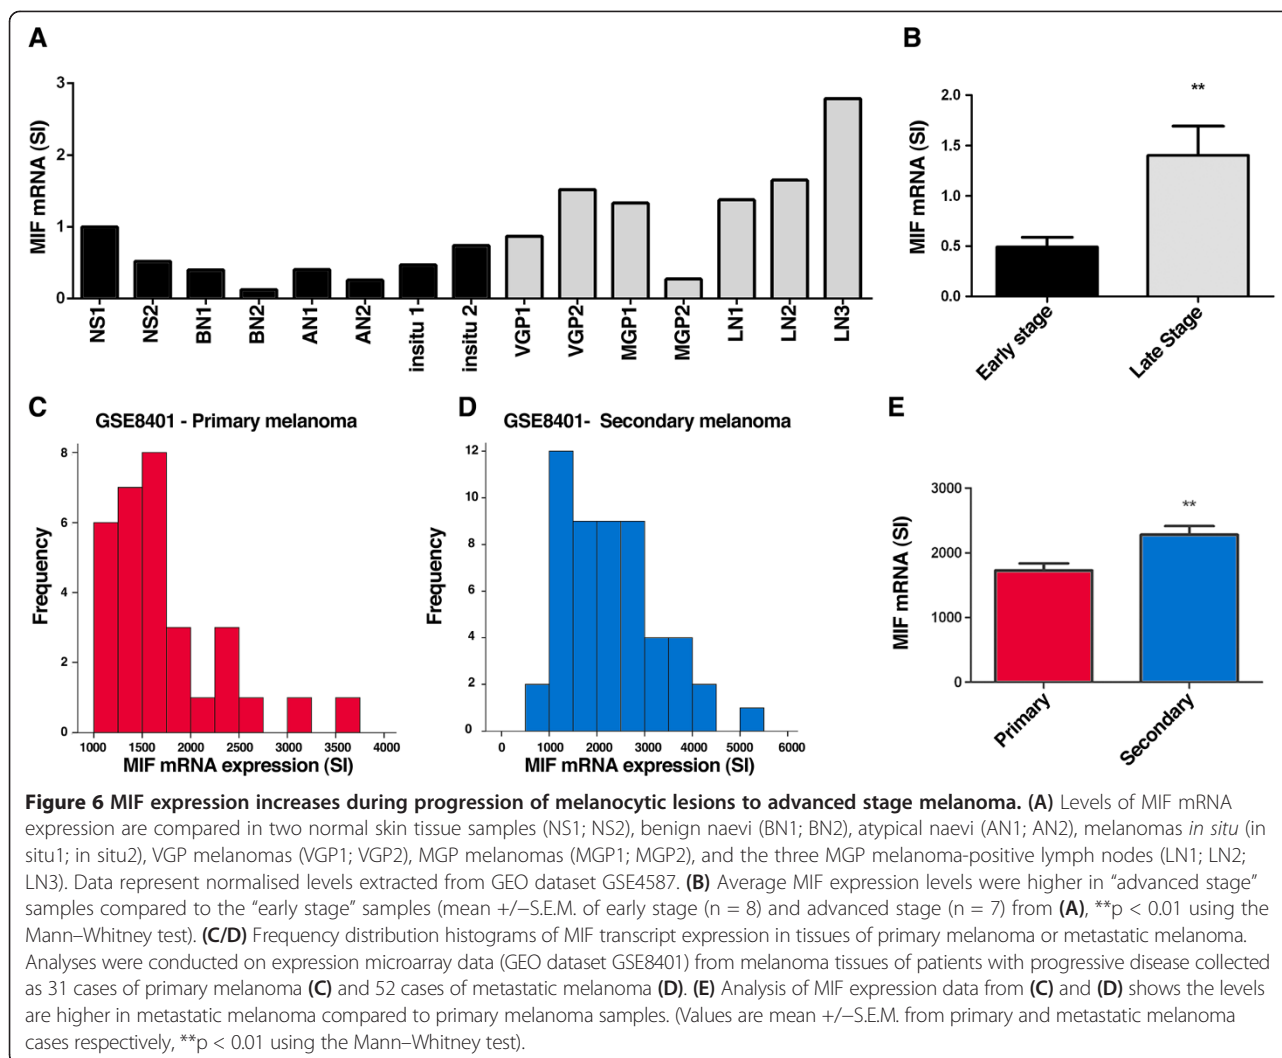 A
MIF mRNA (SI)
3
2
1
0
NS1
NS2
BN1
BN2
AN1
AN2
insitu 1
insitu 2
VGP1
VGP2
MGP1
MGP2
LN1
LN2
LN3
B
MIF mRNA (SI)
2.0
1.5
1.0
0.5
0.0
**
Early stage
Late Stage
C
GSE8401 - Primary melanoma
Frequency
8
6
4
2
0
1000 1500 2000 2500 3000 3500 4000
MIF mRNA expression (SI)
D
GSE8401- Secondary melanoma
Frequency
12
10
8
6
4
2
0
0 1000 2000 3000 4000 5000 6000
MIF mRNA expression (SI)
E
MIF mRNA (SI)
3000
2000
1000
0
**
Primary
Secondary
Figure 6 MIF expression increases during progression of melanocytic lesions to advanced stage melanoma. (A) Levels of MIF mRNA
expression are compared in two normal skin tissue samples (NS1; NS2), benign naevi (BN1; BN2), atypical naevi (AN1; AN2), melanomas in situ (in
situ1; in situ2), VGP melanomas (VGP1; VGP2), MGP melanomas (MGP1; MGP2), and the three MGP melanoma-positive lymph nodes (LN1; LN2;
LN3). Data represent normalised levels extracted from GEO dataset GSE4587. (B) Average MIF expression levels were higher in “advanced stage”
samples compared to the “early stage” samples (mean +/−S.E.M. of early stage (n = 8) and advanced stage (n = 7) from (A), **p < 0.01 using the
Mann–Whitney test). (C/D) Frequency distribution histograms of MIF transcript expression in tissues of primary melanoma or metastatic melanoma.
Analyses were conducted on expression microarray data (GEO dataset GSE8401) from melanoma tissues of patients with progressive disease collected
as 31 cases of primary melanoma (C) and 52 cases of metastatic melanoma (D). (E) Analysis of MIF expression data from (C) and (D) shows the levels
are higher in metastatic melanoma compared to primary melanoma samples. (Values are mean +/−S.E.M. from primary and metastatic melanoma
cases respectively, **p < 0.01 using the Mann–Whitney test).